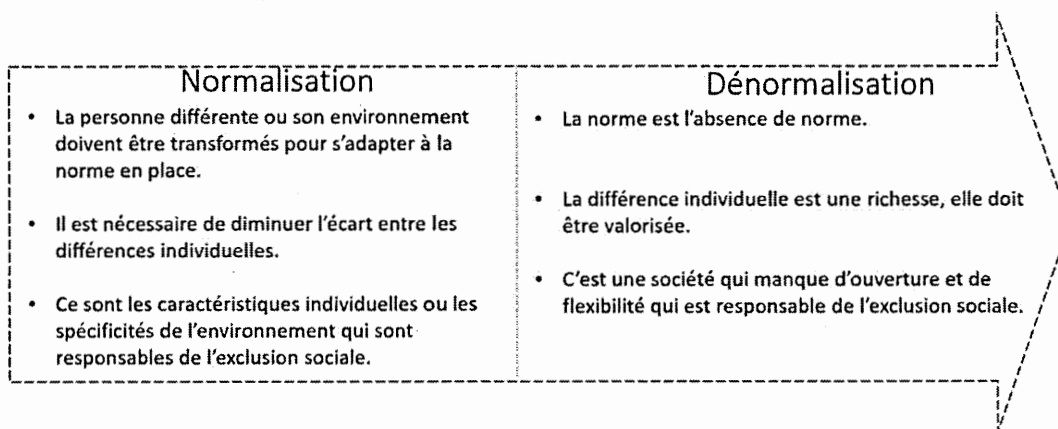 Normalisation
• La personne différente ou son environnement
doivent être transformés pour s'adapter à la
norme en place.
• Il est nécessaire de diminuer l'écart entre les
différences individuelles.
• Ce sont les caractéristiques individuelles ou les
spécificités de l'environnement qui sont
responsables de l'exclusion sociale.
Dénormalisation
• La norme est l'absence de norme.
• La différence individuelle est une richesse, elle doit
être valorisée.
• C'est une société qui manque d'ouverture et de
flexibilité qui est responsable de l'exclusion sociale.